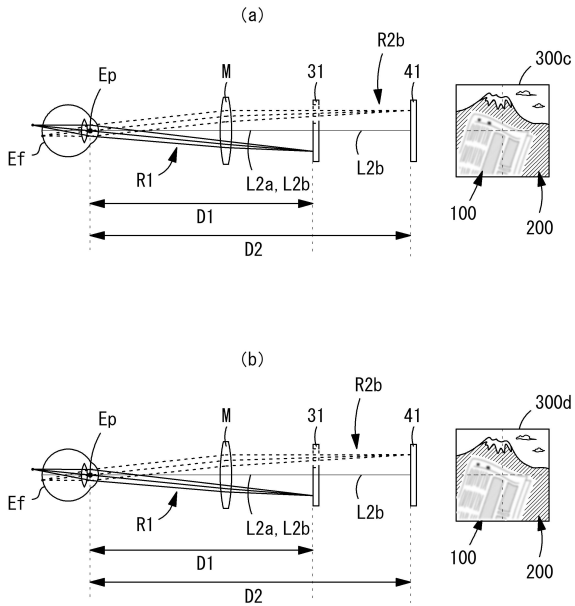 (a)
R2b
Ep M 31 41 300c
Ef
R1 L2a, L2b L2b
D1 100 200
D2
(b)
R2b
Ep M 31 41 300d
Ef
R1 L2a, L2b L2b
D1 100 200
D2